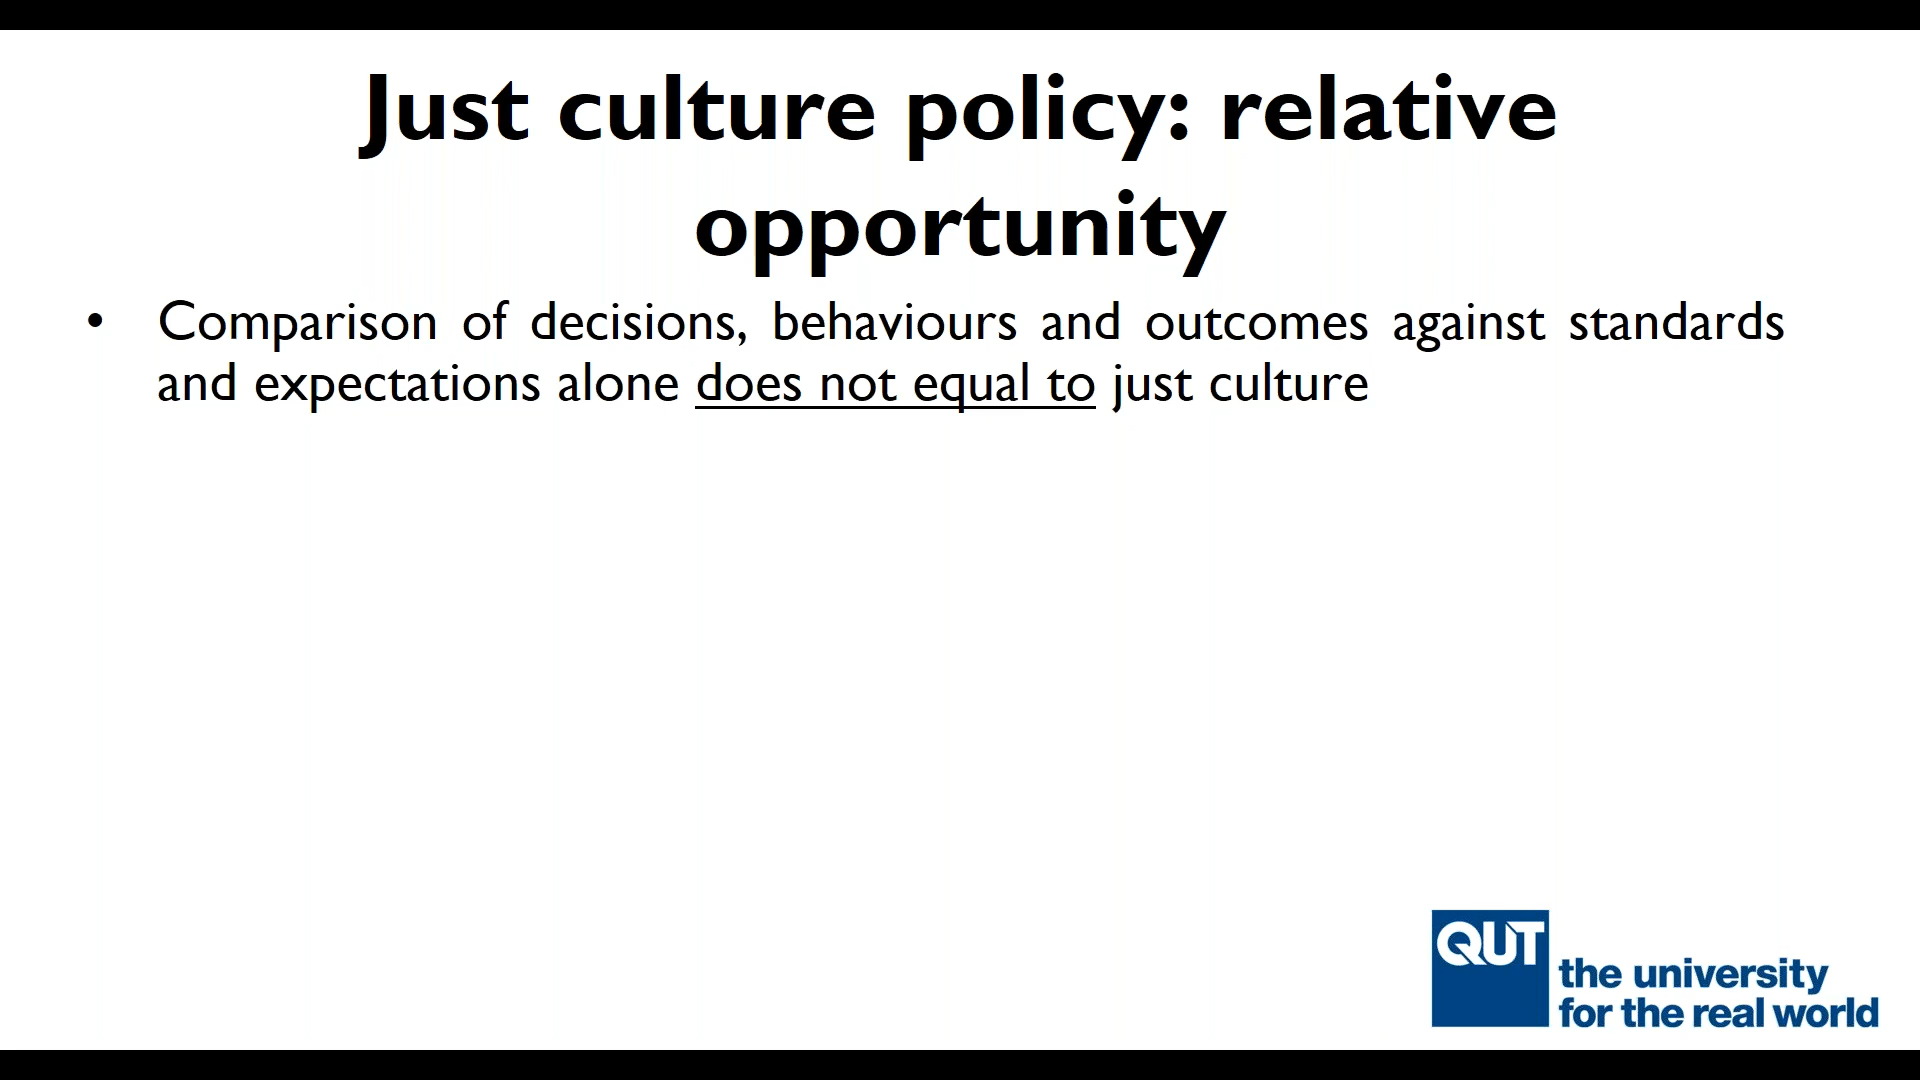 Just culture policy: relative
opportunity
• Comparison of decisions, behaviours and outcomes against standards
and expectations alone does not equal to just culture
QUT
the university
for the real world